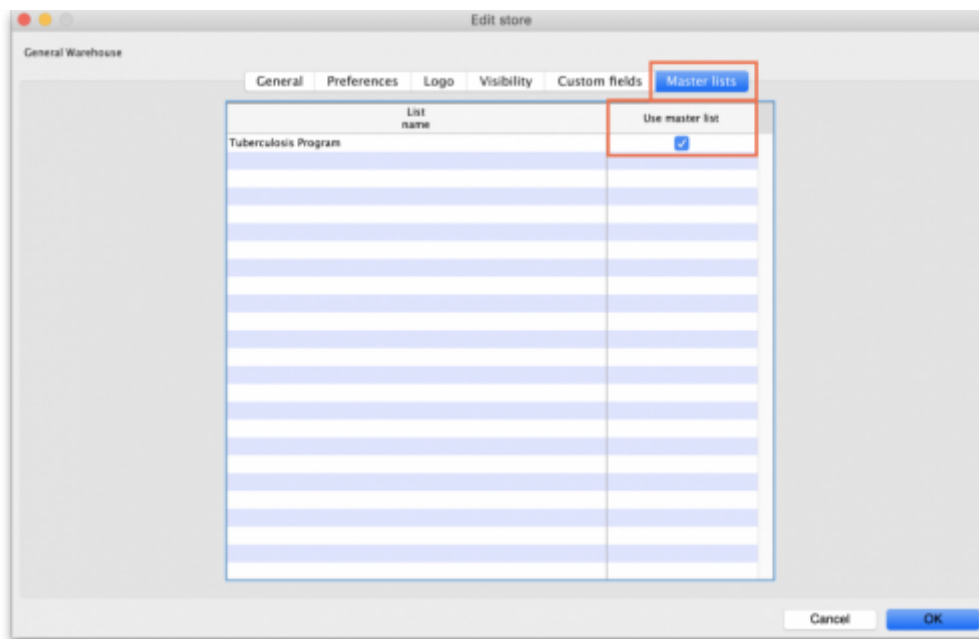 Edit store
General Warehouse
General Preferences Logo Visibility Custom fields Master lists
List
name
Use master list
Tuberculosis Program
Cancel OK